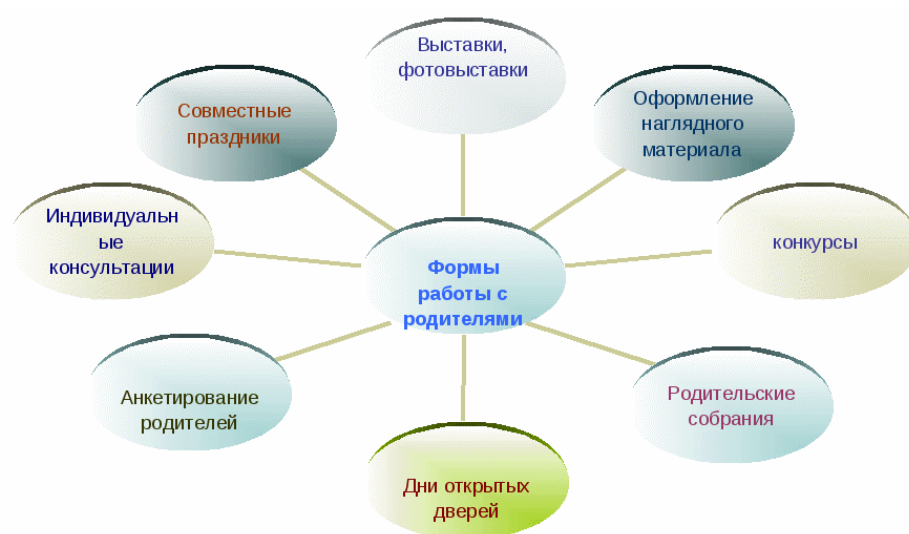 Выставки,
фотовыставки
Совместные
праздники
Оформление
наглядного
материала
Индивидуальн
ые
консультации
конкурсы
Формы
работы с
родителями
Анкетирование
родителей
Родительские
собрания
Дни открытых
дверей